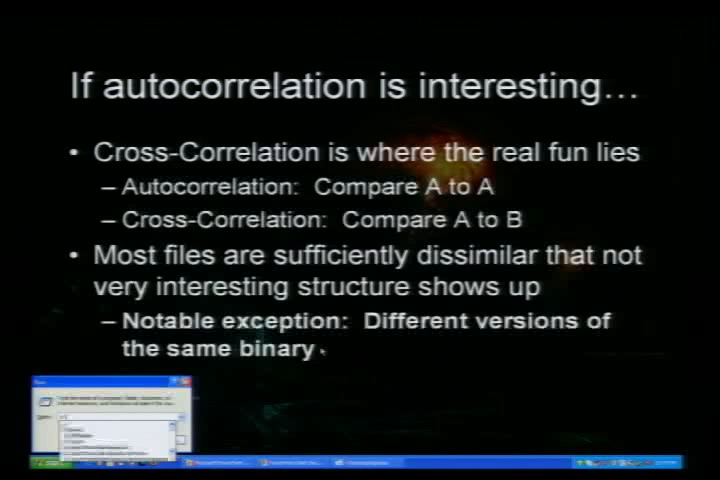 If autocorrelation is interesting…
• Cross-Correlation is where the real fun lies
– Autocorrelation: Compare A to A
– Cross-Correlation: Compare A to B
• Most files are sufficiently dissimilar that not
very interesting structure shows up
– Notable exception: Different versions of
the same binary